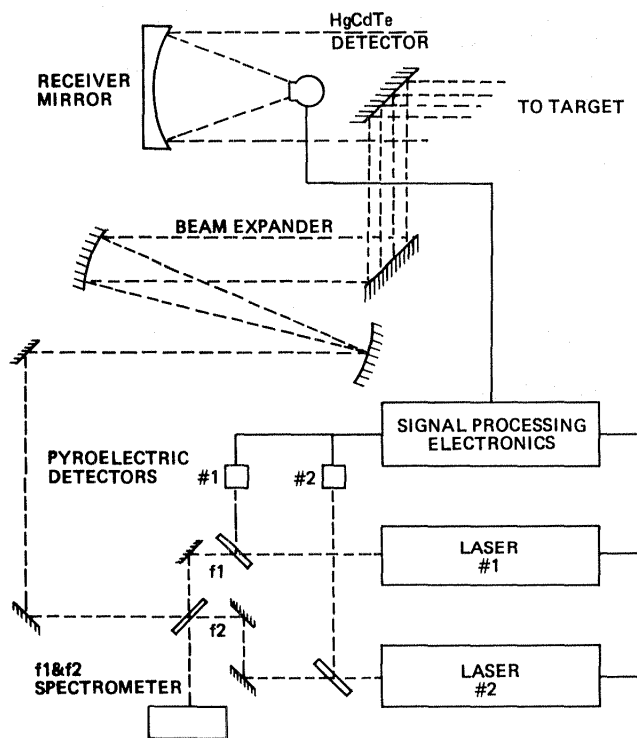 HgCdTe
DETECTOR
RECEIVER
MIRROR
TO TARGET
BEAM EXPANDER
SIGNAL PROCESSING
ELECTRONICS
PYROELECTRIC
DETECTORS
#1
#2
LASER
#1
f1
f2
LASER
#2
f1&f2
SPECTROMETER